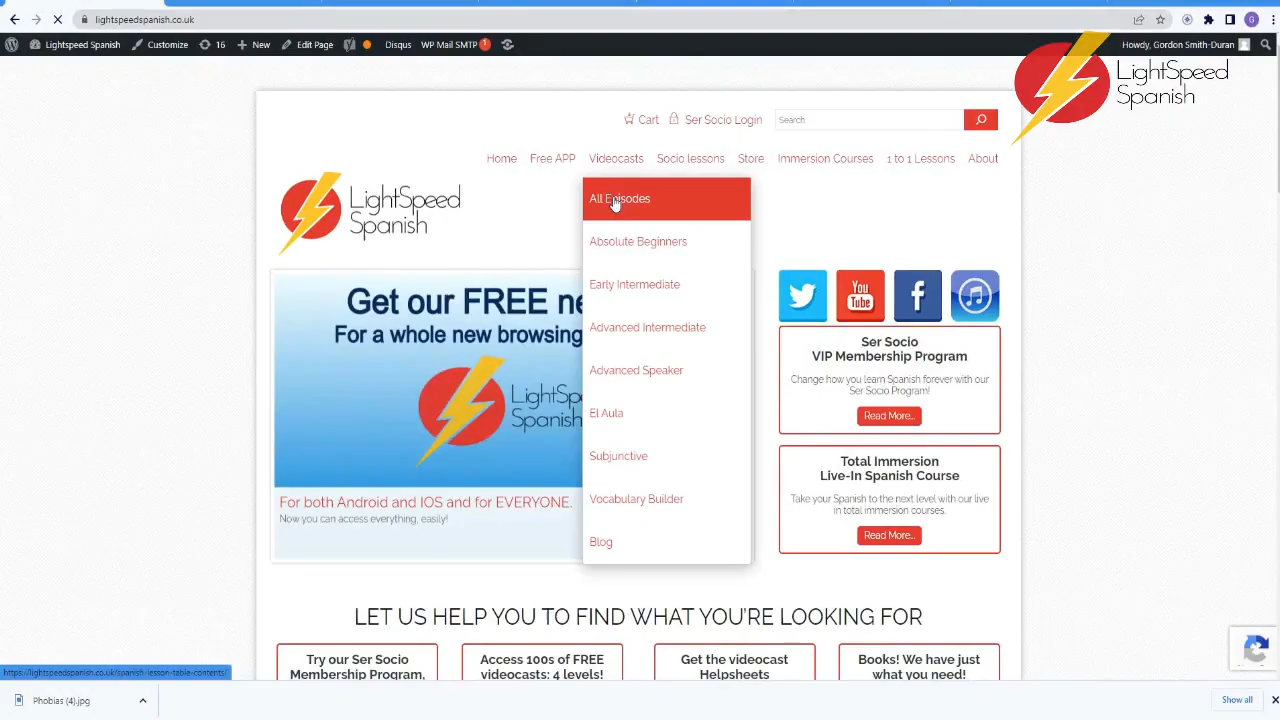 lightspeedspanish.co.uk
Lightspeed Spanish
Customize
16
New
Edit Page
Disqus
WP Mail SMTP 1
Howdy, Gordon Smith-Duran
LightSpeed
Spanish
Cart
Ser Socio Login
Search
Home
Free APP
Videocasts
Socio lessons
Store
Immersion Courses
1 to 1 Lessons
About
LightSpeed
Spanish
All Episodes
Absolute Beginners
Early Intermediate
Advanced Intermediate
Advanced Speaker
El Aula
Subjunctive
Vocabulary Builder
Blog
Get our FREE
For a whole new browsing
Spanish
For both Android and IOS and for EVERYONE.
Now you can access everything, easily!
You
Tube
Ser Socio
VIP Membership Program
Change how you learn Spanish forever with our
Ser Socio Program!
Read More...
Total Immersion
Live-In Spanish Course
Take your Spanish to the next level with our live
in total immersion courses.
Read More...
LET US HELP YOU TO FIND WHAT YOU'RE LOOKING FOR
Try our Ser Socio
Membership Program,
Access 100s of FREE
videocasts: 4 levels!
Get the videocast
Helpsheets
Books! We have just
what you need!
https://lightspeedspanish.co.uk/spanish-lesson-table-contents/
Phobias (4).jpg
Show all